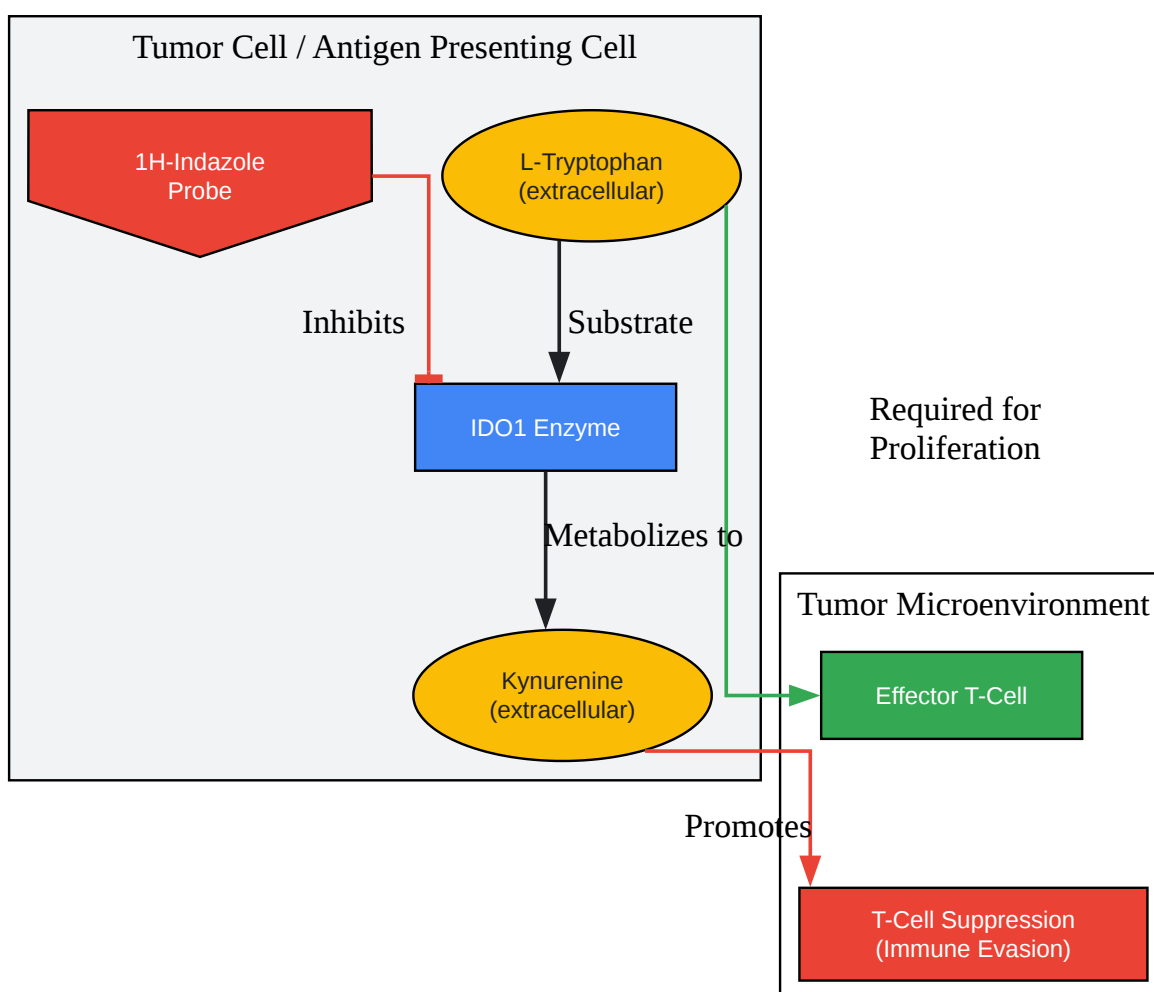 Tumor Cell / Antigen Presenting Cell
1H-Indazole
Probe
L-Tryptophan
(extracellular)
Inhibits
Substrate
IDO1 Enzyme
Required for
Proliferation
Metabolizes to
Tumor Microenvironment
Kynurenine
(extracellular)
Effector T-Cell
Promotes
T-Cell Suppression
(Immune Evasion)